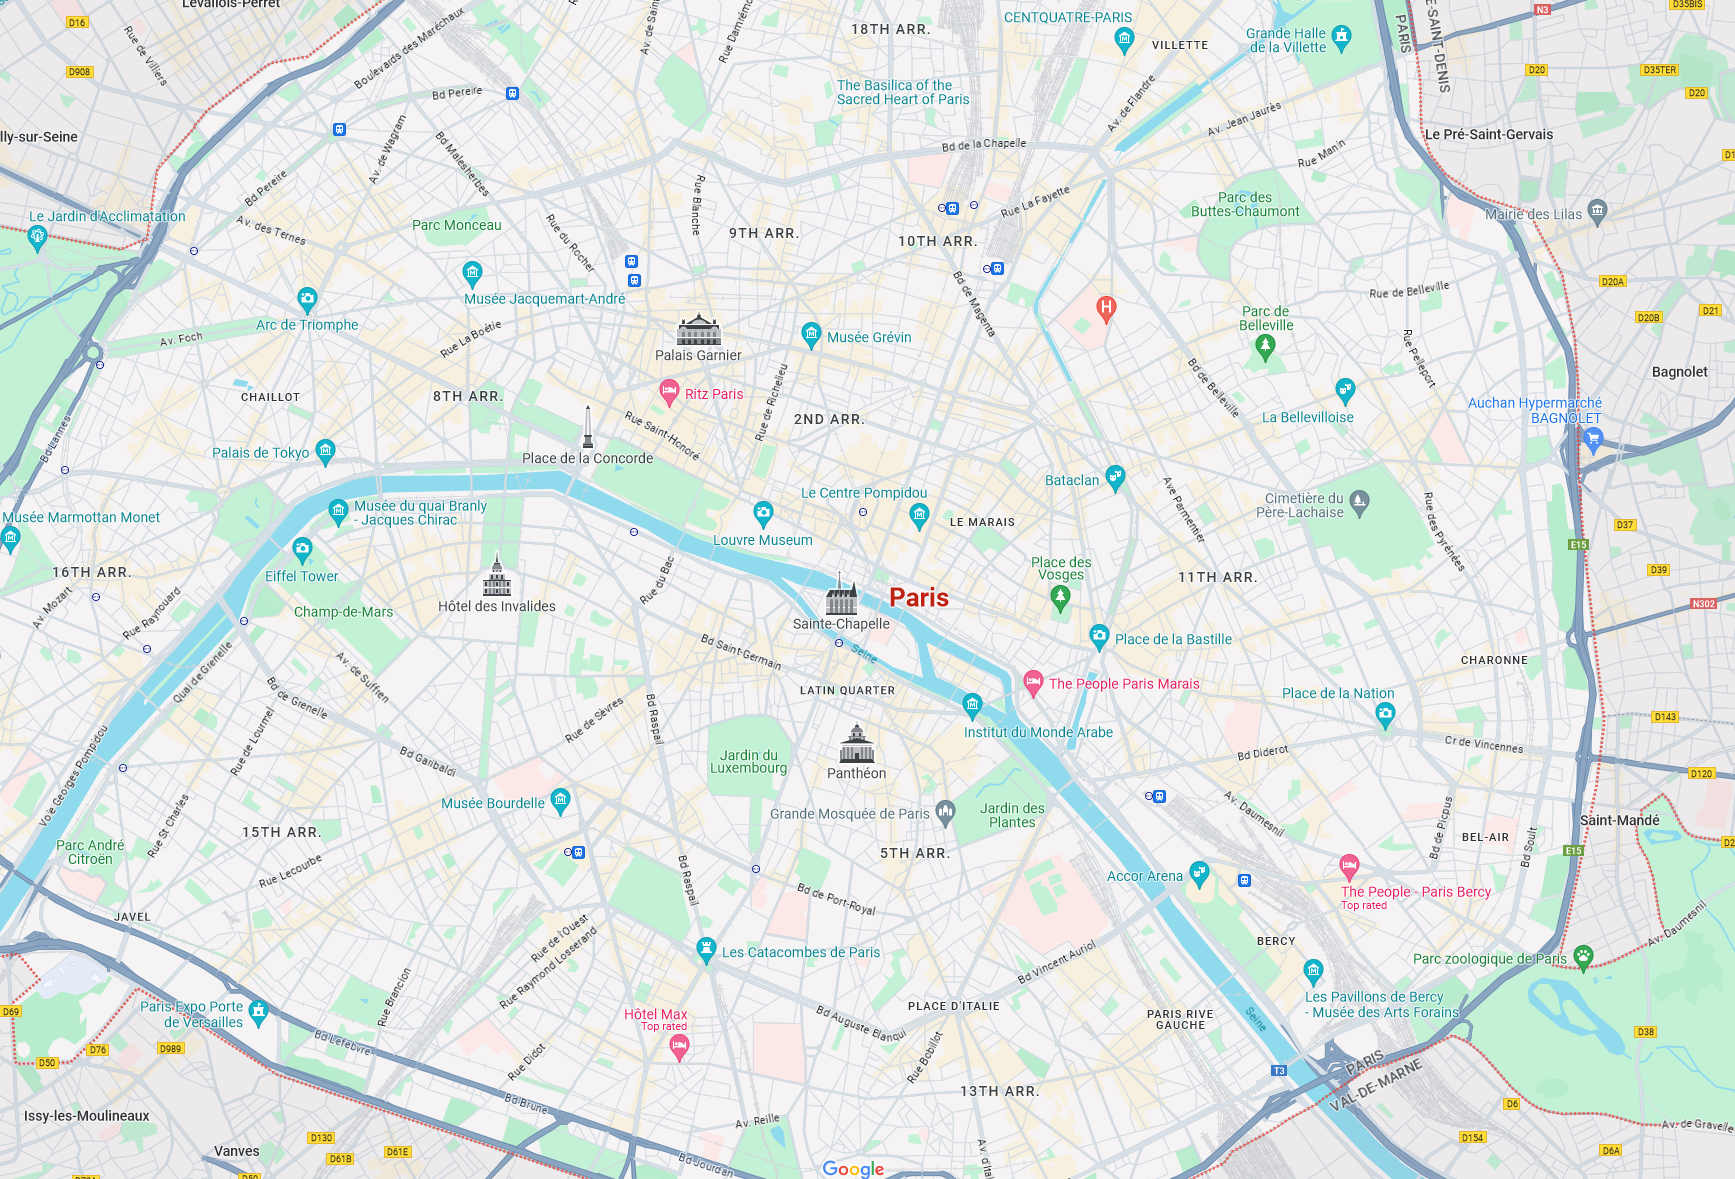 Levallois-Perret
D16
Rue de Villiers
Boulevards des Maréchaux
Av. de Sain
Rue Damrémo
18TH ARR.
CENTQUATRE-PARIS
VILLETTE
Grande Halle
de la Villette
PARIS
E-SAINT-DENIS
N3
D35BIS
D908
Bd Pereire
The Basilica of the
Sacred Heart of Paris
Av. de Flandre
Av. Jean Jaurès
D20
D35TER
D20
lly-sur-Seine
Av. de Wagram
Bd Malesherbes
Bd de la Chapelle
Rue Manin
Le Pré-Saint-Gervais
D1
Bd Pereire
Rue Blanche
Rue La Fayette
Parc des
Buttes-Chaumont
Mairie des Lilas
Le Jardin d'Acclimatation
Av. des Ternes
Parc Monceau
Rue du Rocher
9TH ARR.
10TH ARR.
Musée Jacquemart-André
Bd de Magenta
Rue de Belleville
D20A
Arc de Triomphe
H
Parc de
Belleville
D20B
D21
Av. Foch
Rue La Boétie
Palais Garnier
Musée Grévin
Rue Pelleport
Bagnolet
CHAILLOT
8TH ARR.
Ritz Paris
Rue de Richelieu
Bd de Belleville
La Bellevilloise
Auchan Hypermarché
BAGNOLET
Bd Lannes
Rue Saint-Honoré
2ND ARR.
Palais de Tokyo
Place de la Concorde
Bataclan
Ave Parmentier
Cimetière du
Père-Lachaise
Rue des Pyrénées
Musée Marmottan Monet
Musée du quai Branly
- Jacques Chirac
Louvre Museum
Le Centre Pompidou
LE MARAIS
D37
E15
16TH ARR.
Eiffel Tower
Place des
Vosges
11TH ARR.
D39
Av. Mozart
Rue Raynouard
Champ-de-Mars
Hôtel des Invalides
Rue du Bac
Sainte-Chapelle
Paris
N302
Quai de Grenelle
Av. de Suffren
Bd Saint-Germain
Seine
Place de la Bastille
CHARONNE
Bd de Grenelle
LATIN QUARTER
The People Paris Marais
Place de la Nation
Voie Georges Pompidou
Rue de Lourmel
Rue de Sèvres
Bd Raspail
Institut du Monde Arabe
D143
Bd Garibaldi
Jardin du
Luxembourg
Panthéon
Bd Diderot
Cr de Vincennes
D120
Musée Bourdelle
Grande Mosquée de Paris
Jardin des
Plantes
Av. Daumesnil
Bd de Picpus
Saint-Mandé
Rue St Charles
15TH ARR.
Parc André
Citroën
5TH ARR.
BEL-AIR
Bd Soult
E15
D2
Rue Lecourbe
Bd Raspail
Bd de Port-Royal
Accor Arena
The People - Paris Bercy
Top rated
JAVEL
Rue de l'Ouest
Rue Raymond Losserand
Les Catacombes de Paris
Bd Vincent Auriol
BERCY
Parc zoologique de Paris
Av. Daumesnil
Rue Brancion
Paris Expo Porte
de Versailles
Hôtel Max
Top rated
Bd Auguste Blanqui
PLACE D'ITALIE
PARIS RIVE
GAUCHE
Les Pavillons de Bercy
- Musée des Arts Forains
Seine
D69
D38
D50
D76
D989
Bd Lefebvre
Rue Didot
Rue Bobillot
13TH ARR.
T3
PARIS
VAL-DE-MARNE
Issy-les-Moulineaux
Bd Brune
Av. Reille
D6
Av. de Gravelle
Vanves
D130
D61B
D61E
Bd Jourdan
Google
Av. d'Ital
D154
D6A
D50